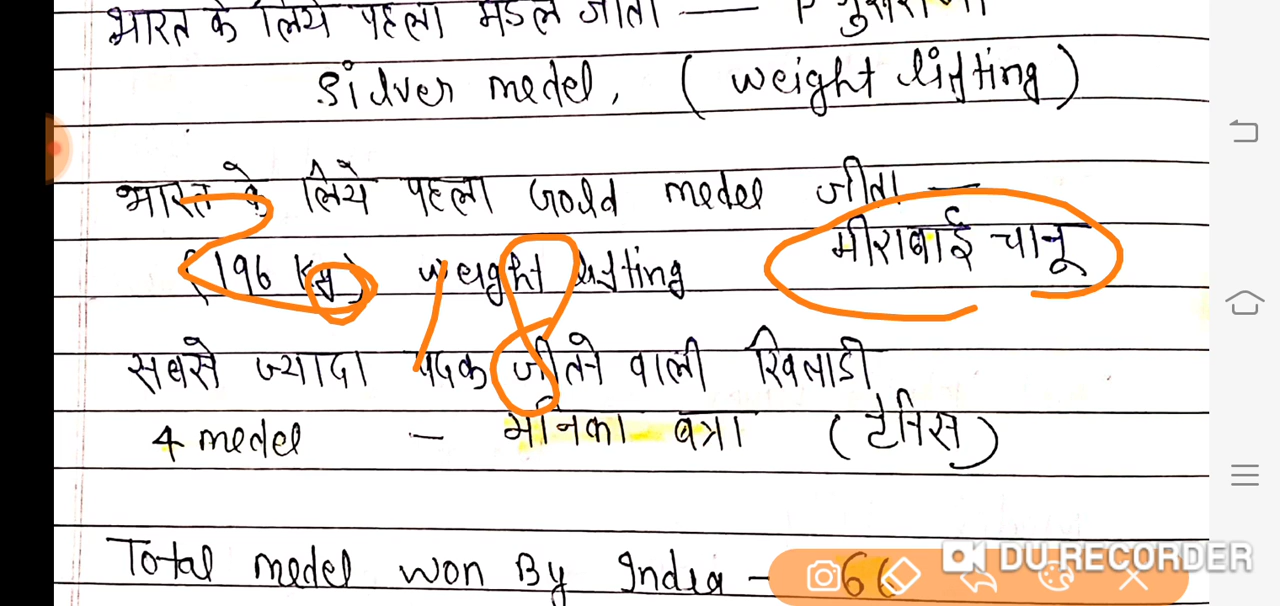 भारत के लिये पहला मेडल जीता — P गुरुराजा
Silver medel, (weight lifting)
भारत के लिये पहला Gold medel जीता —
मीराबाई चानू
(196 Kg) weight lifting
18
सबसे ज्यादा पदक जीतने वाली खिलाडी
4 medel — मनिका बत्रा (टेनिस)
Total medel won By India - 66
DU RECORDER